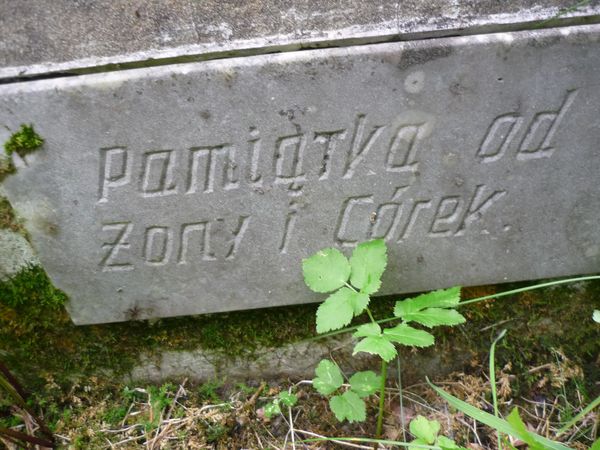 Pamiątka od
żony i Córek.